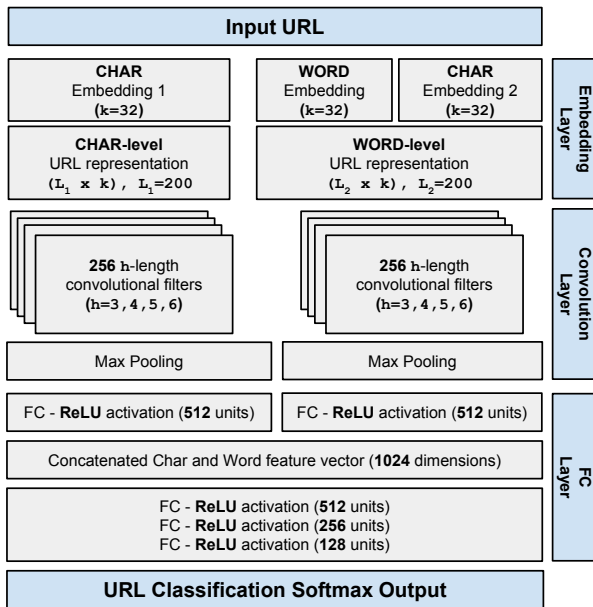 Input URL
CHAR
Embedding 1
(k=32)
WORD
Embedding
(k=32)
CHAR
Embedding 2
(k=32)
Embedding
Layer
CHAR-level
URL representation
(L₁ x k), L₁=200
WORD-level
URL representation
(L₂ x k), L₂=200
256 h-length
convolutional filters
(h=3,4,5,6)
256 h-length
convolutional filters
(h=3,4,5,6)
Convolution
Layer
Max Pooling
Max Pooling
FC - ReLU activation (512 units)
FC - ReLU activation (512 units)
Concatenated Char and Word feature vector (1024 dimensions)
FC
Layer
FC - ReLU activation (512 units)
FC - ReLU activation (256 units)
FC - ReLU activation (128 units)
URL Classification Softmax Output